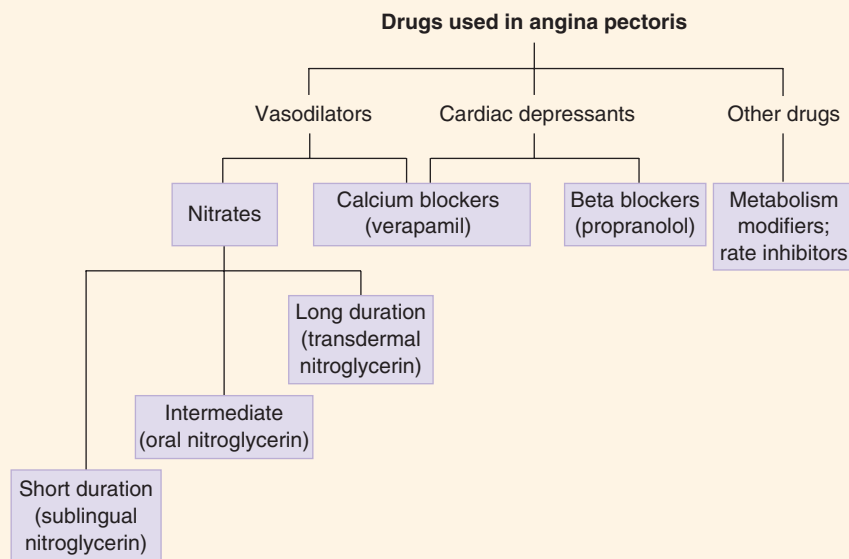 Drugs used in angina pectoris
Vasodilators
Cardiac depressants
Other drugs
Nitrates
Calcium blockers
(verapamil)
Beta blockers
(propranolol)
Metabolism
modifiers;
rate inhibitors
Long duration
(transdermal
nitroglycerin)
Intermediate
(oral nitroglycerin)
Short duration
(sublingual
nitroglycerin)